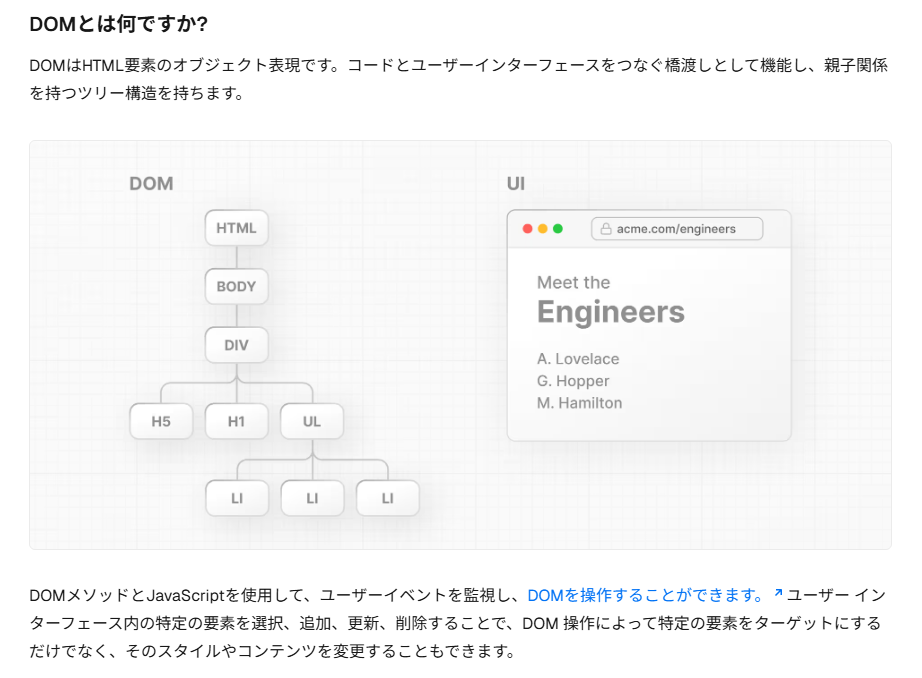 DOMとは何ですか?
DOMはHTML要素のオブジェクト表現です。コードとユーザーインターフェースをつなぐ橋渡しとして機能し、親子関係
を持つツリー構造を持ちます。
DOM
HTML
BODY
DIV
H5 H1 UL
LI LI LI
UI
acme.com/engineers
Meet the
Engineers
A. Lovelace
G. Hopper
M. Hamilton
DOMメソッドとJavaScriptを使用して、ユーザーイベントを監視し、DOMを操作することができます。 ↗ ユーザー イン
ターフェース内の特定の要素を選択、追加、更新、削除することで、DOM 操作によって特定の要素をターゲットにする
だけでなく、そのスタイルやコンテンツを変更することもできます。